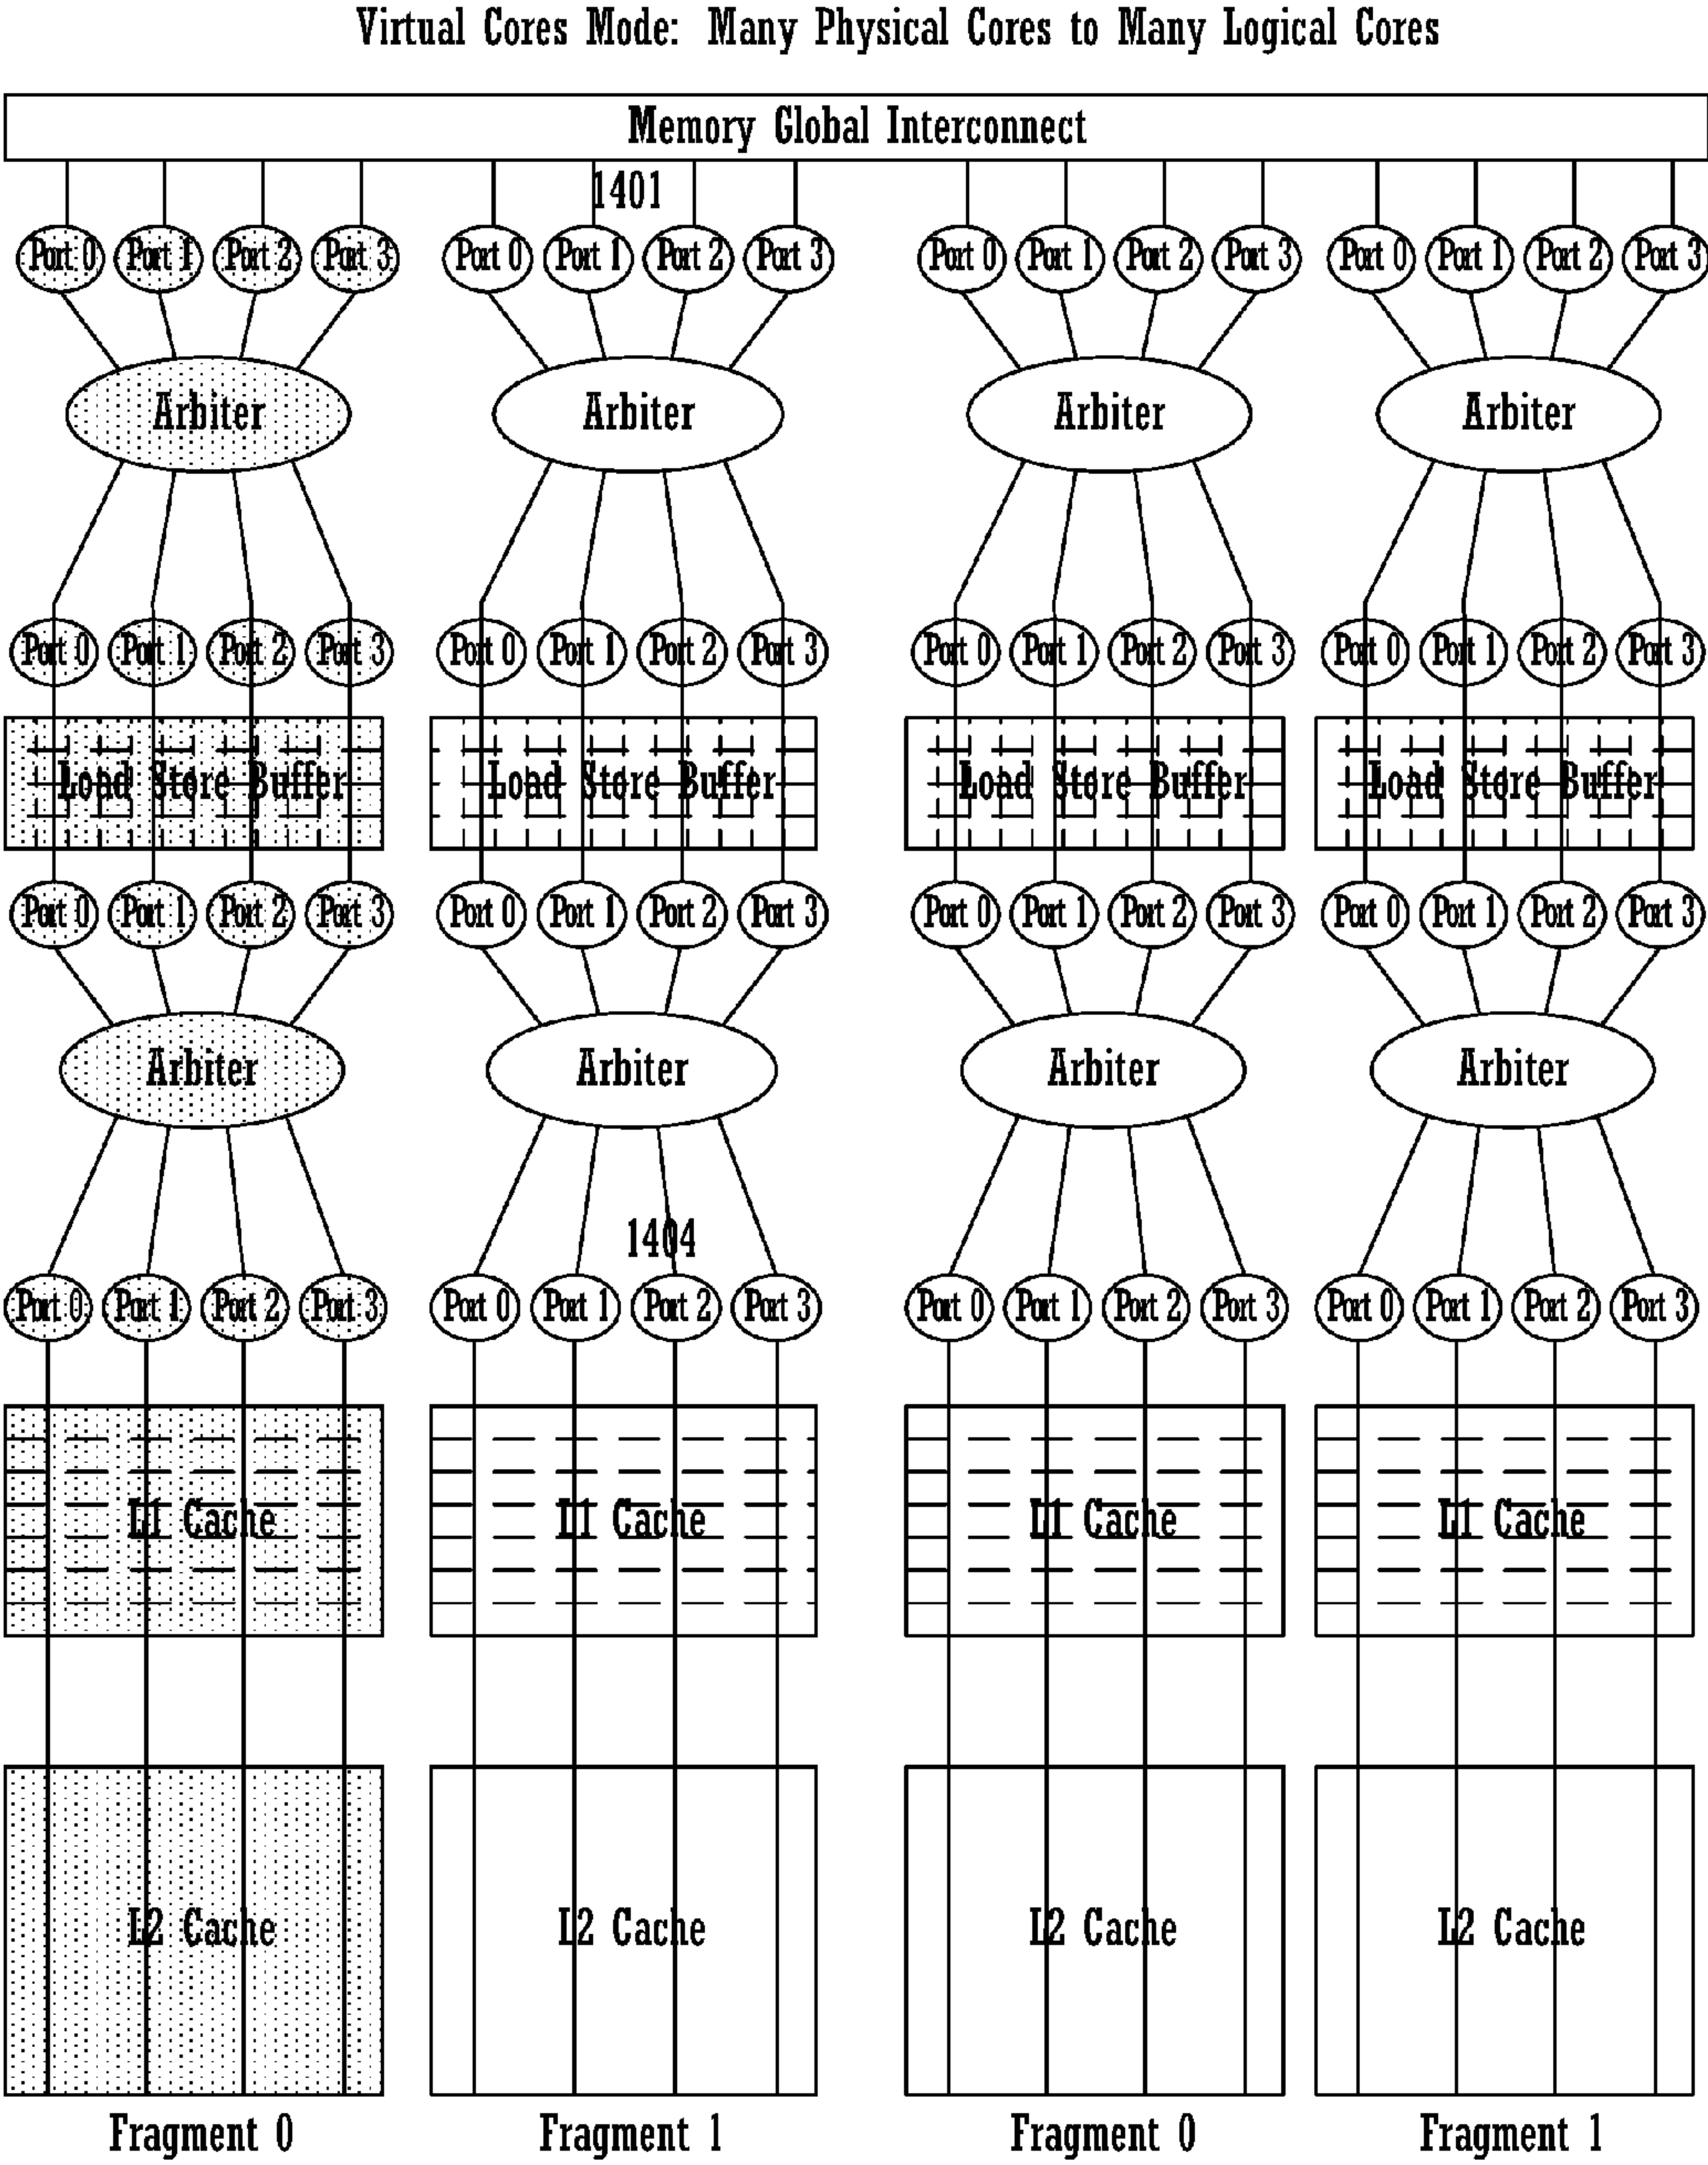 Virtual Cores Mode: Many Physical Cores to Many Logical Cores
Memory Global Interconnect
1401
Port 0 Port 1 Port 2 Port 3 Port 0 Port 1 Port 2 Port 3 Port 0 Port 1 Port 2 Port 3 Port 0 Port 1 Port 2 Port 3
Arbiter Arbiter Arbiter Arbiter
Port 0 Port 1 Port 2 Port 3 Port 0 Port 1 Port 2 Port 3 Port 0 Port 1 Port 2 Port 3 Port 0 Port 1 Port 2 Port 3
Load Store Buffer Load Store Buffer Load Store Buffer Load Store Buffer
Port 0 Port 1 Port 2 Port 3 Port 0 Port 1 Port 2 Port 3 Port 0 Port 1 Port 2 Port 3 Port 0 Port 1 Port 2 Port 3
Arbiter Arbiter Arbiter Arbiter
1404
Port 0 Port 1 Port 2 Port 3 Port 0 Port 1 Port 2 Port 3 Port 0 Port 1 Port 2 Port 3 Port 0 Port 1 Port 2 Port 3
L1 Cache L1 Cache L1 Cache L1 Cache
L2 Cache L2 Cache L2 Cache L2 Cache
Fragment 0 Fragment 1 Fragment 0 Fragment 1